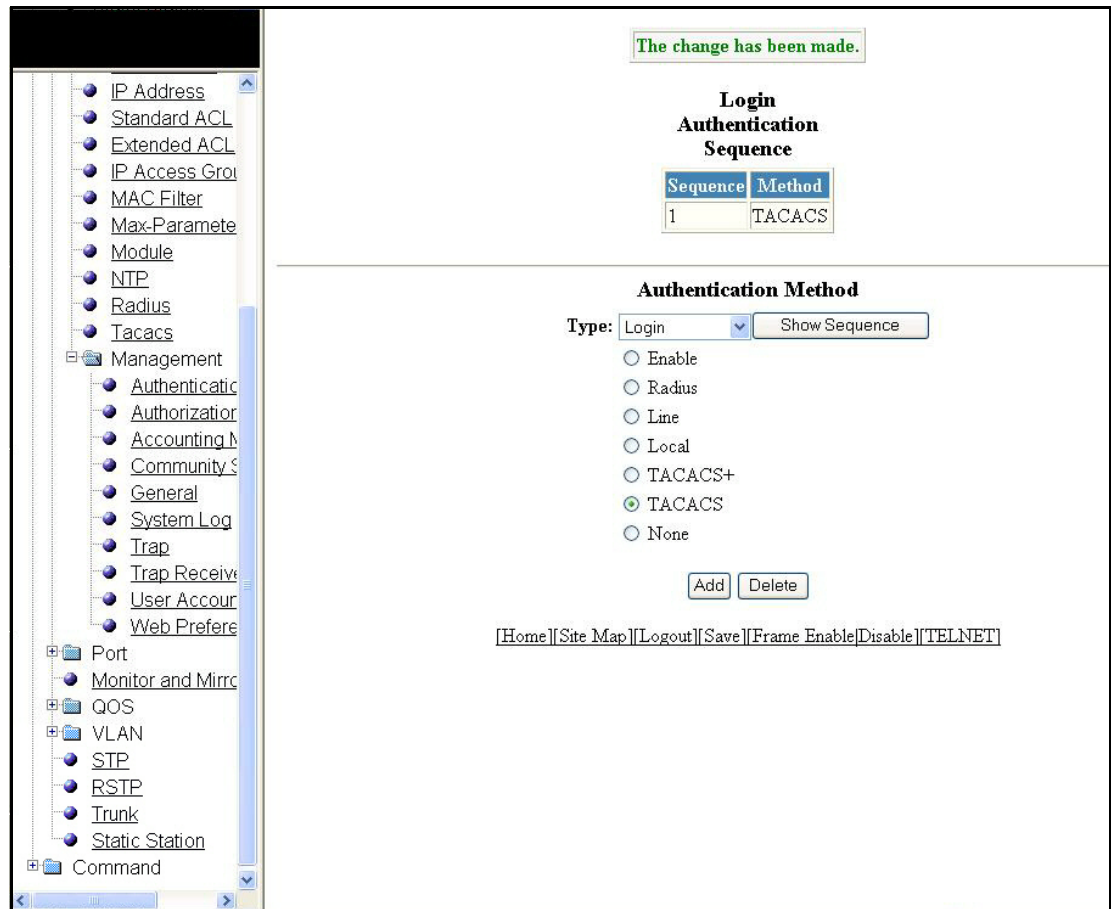 IP Address
Standard ACL
Extended ACL
IP Access Grou
MAC Filter
Max-Paramete
Module
NTP
Radius
Tacacs
Management
Authenticatic
Authorization
Accounting M
Community S
General
System Log
Trap
Trap Receive
User Accour
Web Prefere
Port
Monitor and Mirro
QOS
VLAN
STP
RSTP
Trunk
Static Station
Command
The change has been made.
Login
Authentication
Sequence
Sequence Method
1 TACACS
Authentication Method
Type: Login Show Sequence
Enable
Radius
Line
Local
TACACS+
TACACS
None
Add Delete
[Home][Site Map][Logout][Save][Frame Enable|Disable][TELNET]